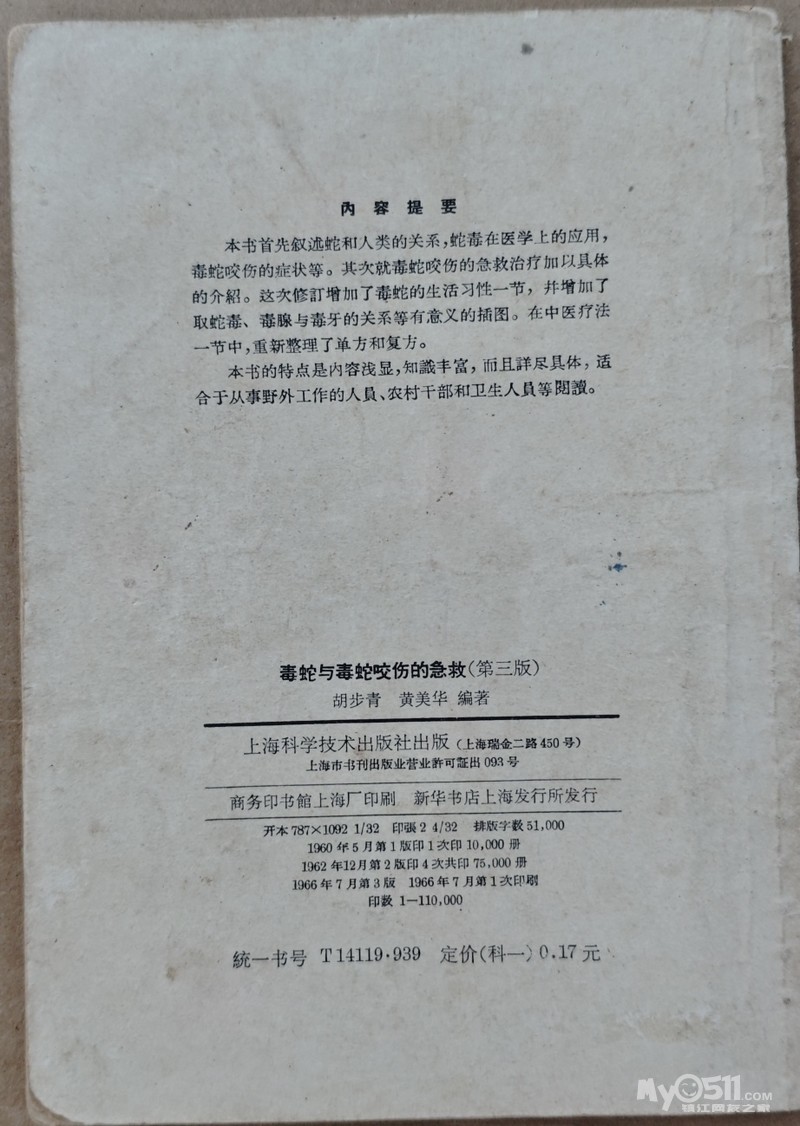 內容提要
本书首先叙述蛇和人类的关系,蛇毒在医学上的应用,
毒蛇咬伤的症状等。其次就毒蛇咬伤的急救治疗加以具体
的介紹。这次修訂增加了毒蛇的生活习性一节,并增加了
取蛇毒、毒腺与毒牙的关系等有意义的插图。在中医疗法
一节中,重新整理了单方和复方。
本书的特点是内容浅显,知識丰富,而且詳尽具体,适
合于从事野外工作的人員、农村干部和卫生人員等閱讀。
毒蛇与毒蛇咬伤的急救(第三版)
胡步青 黄美华 編著
上海科学技术出版社出版(上海瑞金二路450号)
上海市书刊出版业营业許可証出093号
商务印书館上海厂印刷 新华书店上海发行所发行
开本787×1092 1/32 印張2 4/32 排版字数51,000
1960年5月第1版印1次印10,000册
1962年12月第2版印4次共印75,000册
1966年7月第3版 1966年7月第1次印刷
印数1—110,000
統一书号 T14119·939 定价(科一)0.17元
My0511.COM
镇江网友之家